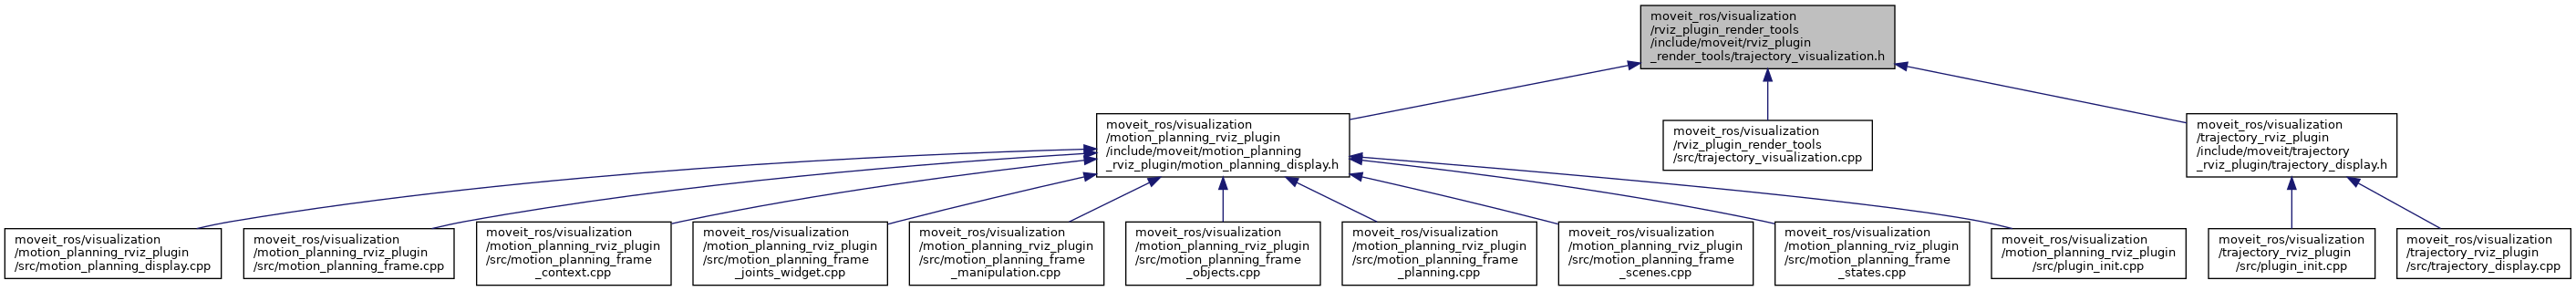 moveit_ros/visualization
/rviz_plugin_render_tools
/include/moveit/rviz_plugin
_render_tools/trajectory_visualization.h
moveit_ros/visualization
/motion_planning_rviz_plugin
/include/moveit/motion_planning
_rviz_plugin/motion_planning_display.h
moveit_ros/visualization
/rviz_plugin_render_tools
/src/trajectory_visualization.cpp
moveit_ros/visualization
/trajectory_rviz_plugin
/include/moveit/trajectory
_rviz_plugin/trajectory_display.h
moveit_ros/visualization
/motion_planning_rviz_plugin
/src/motion_planning_display.cpp
moveit_ros/visualization
/motion_planning_rviz_plugin
/src/motion_planning_frame.cpp
moveit_ros/visualization
/motion_planning_rviz_plugin
/src/motion_planning_frame
_context.cpp
moveit_ros/visualization
/motion_planning_rviz_plugin
/src/motion_planning_frame
_joints_widget.cpp
moveit_ros/visualization
/motion_planning_rviz_plugin
/src/motion_planning_frame
_manipulation.cpp
moveit_ros/visualization
/motion_planning_rviz_plugin
/src/motion_planning_frame
_objects.cpp
moveit_ros/visualization
/motion_planning_rviz_plugin
/src/motion_planning_frame
_planning.cpp
moveit_ros/visualization
/motion_planning_rviz_plugin
/src/motion_planning_frame
_scenes.cpp
moveit_ros/visualization
/motion_planning_rviz_plugin
/src/motion_planning_frame
_states.cpp
moveit_ros/visualization
/motion_planning_rviz_plugin
/src/plugin_init.cpp
moveit_ros/visualization
/trajectory_rviz_plugin
/src/plugin_init.cpp
moveit_ros/visualization
/trajectory_rviz_plugin
/src/trajectory_display.cpp